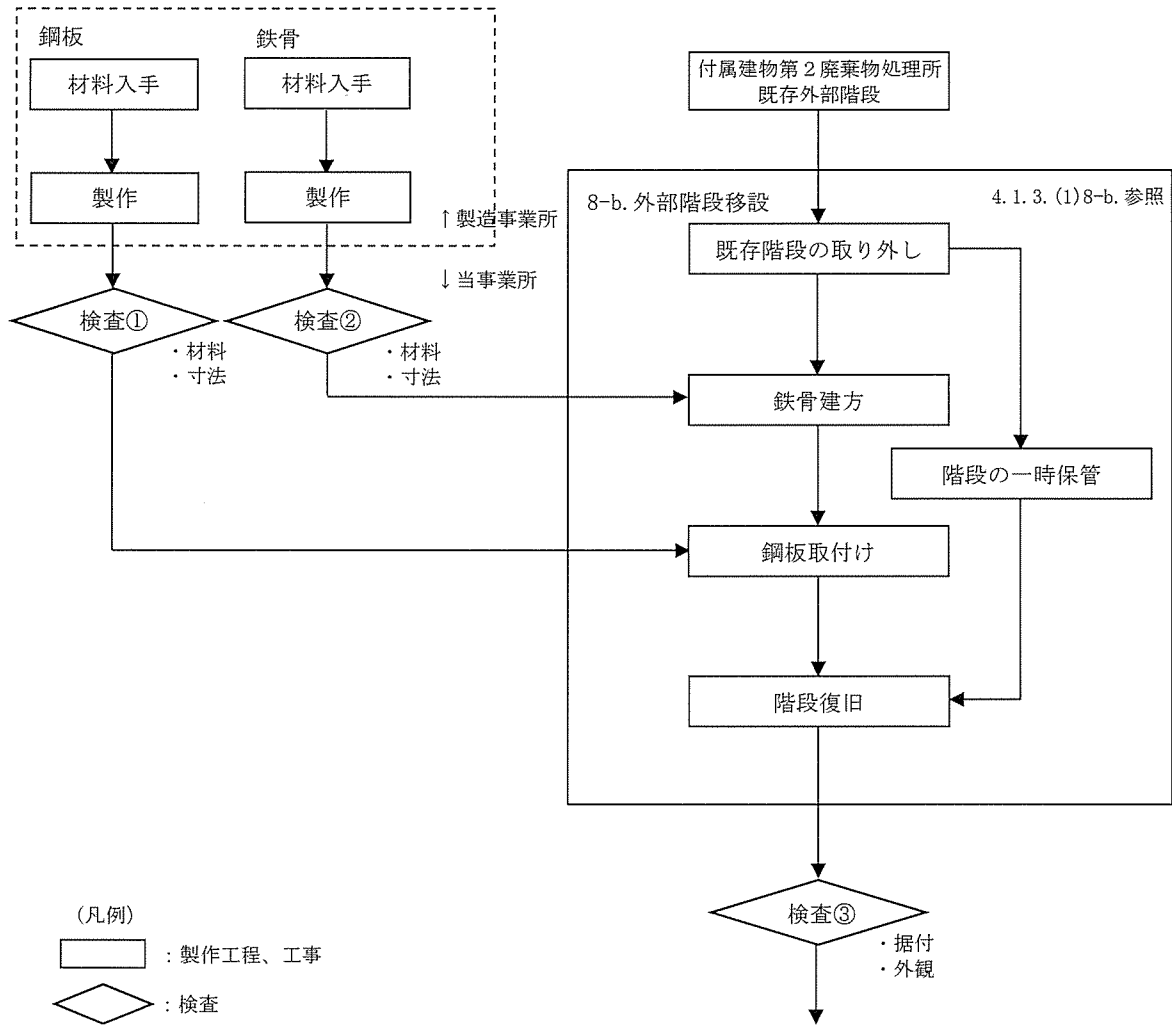 鋼板
材料入手
製作
鉄骨
材料入手
製作
↑製造事業所
↓当事業所
検査①
・材料
・寸法
検査②
・材料
・寸法
付属建物第2廃棄物処理所
既存外部階段
8-b.外部階段移設
4.1.3.(1)8-b.参照
既存階段の取り外し
鉄骨建方
階段の一時保管
鋼板取付け
階段復旧
検査③
・据付
・外観
(凡例)
：製作工程、工事
：検査